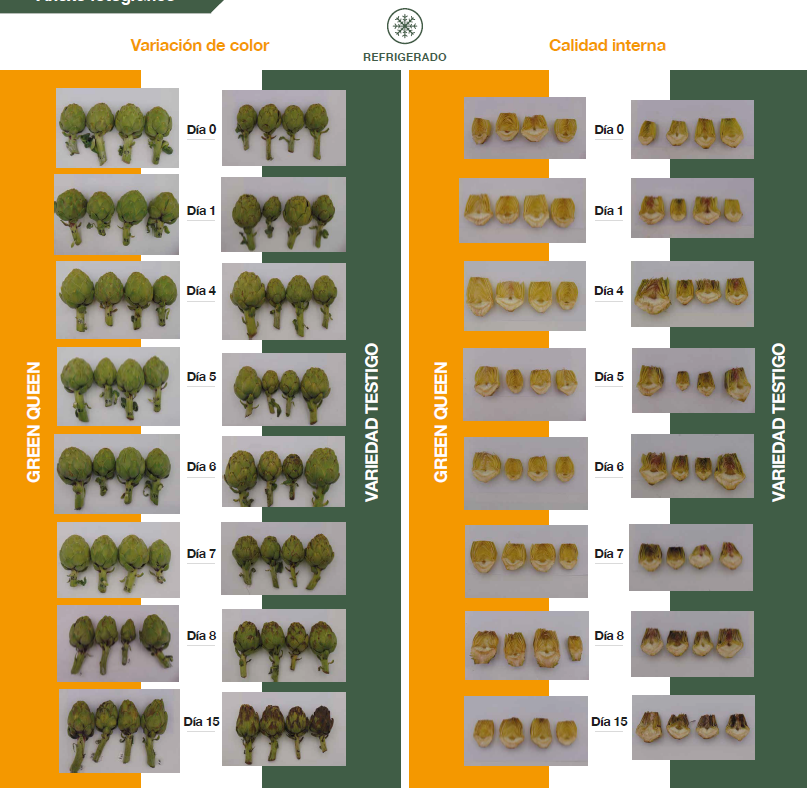 Variación de color
REFRIGERADO
Calidad interna
GREEN QUEEN
Día 0
Día 1
Día 4
Día 5
Día 6
Día 7
Día 8
Día 15
VARIEDAD TESTIGO
GREEN QUEEN
Día 0
Día 1
Día 4
Día 5
Día 6
Día 7
Día 8
Día 15
VARIEDAD TESTIGO